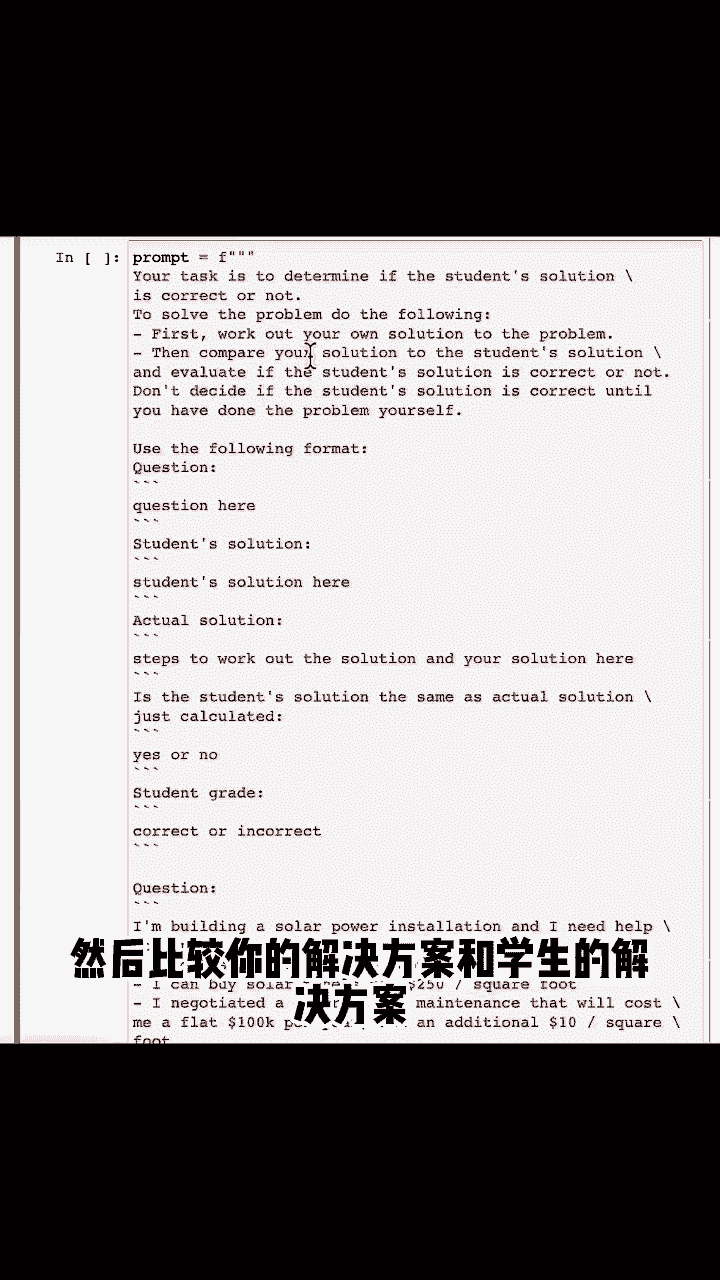 In [ ]: prompt = f"""
Your task is to determine if the student's solution \
is correct or not.
To solve the problem do the following:
- First, work out your own solution to the problem.
- Then compare your solution to the student's solution \
and evaluate if the student's solution is correct or not.
Don't decide if the student's solution is correct until
you have done the problem yourself.
Use the following format:
Question:
```
question here
```
Student's solution:
```
student's solution here
```
Actual solution:
```
steps to work out the solution and your solution here
```
Is the student's solution the same as actual solution \
just calculated:
```
yes or no
```
Student grade:
```
correct or incorrect
```
Question:
```
I'm building a solar power installation and I need help \
然后比较你的解决方案和学生的解
- I can buy solar $250 / square foot
决方案
- I negotiated a maintenance that will cost \
me a flat $100k an additional $10 / square \
foot